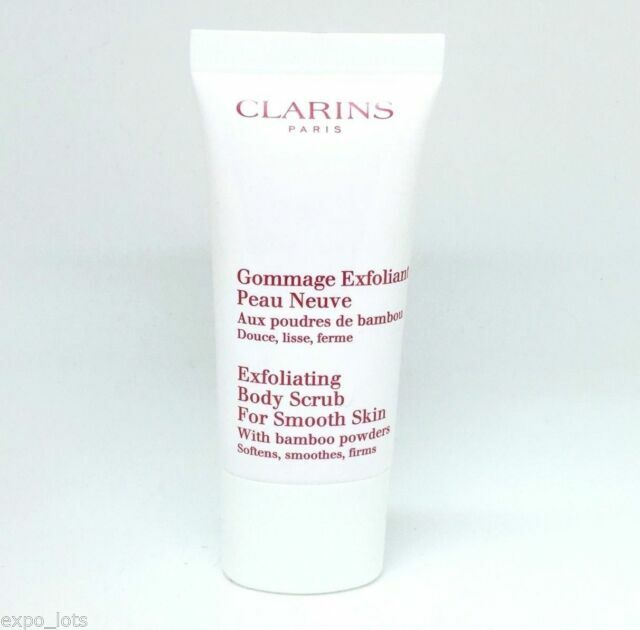 CLARINS
PARIS
Gommage Exfoliant
Peau Neuve
Aux poudres de bambou
Douce, lisse, ferme
Exfoliating
Body Scrub
For Smooth Skin
With bamboo powders
Softens, smoothes, firms
expo_lots